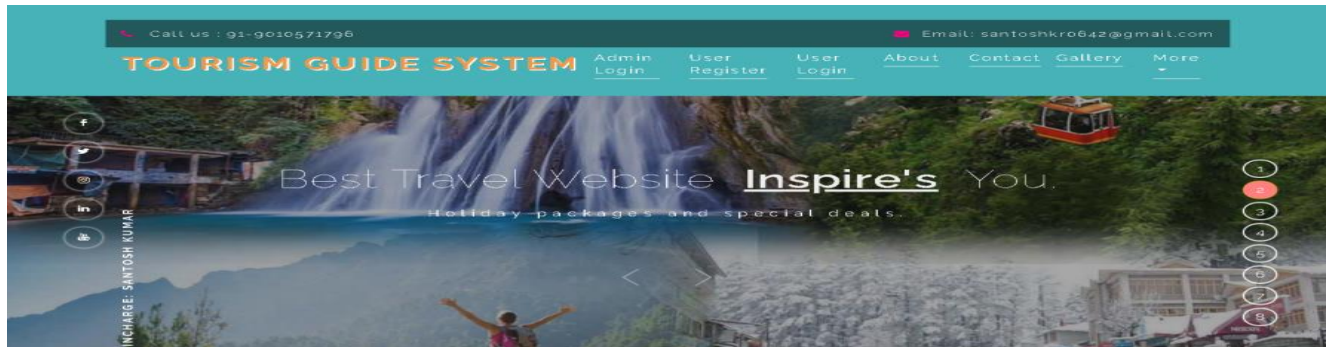 Call us : 91-9010571796
Email: santoshkr0642@gmail.com
TOURISM GUIDE SYSTEM
Admin Login
User Register
User Login
About
Contact
Gallery
More
Best Travel Website Inspire's You.
Holiday packages and special deals.
INCHARGE: SANTOSH KUMAR
1
2
3
4
5
6
7
8